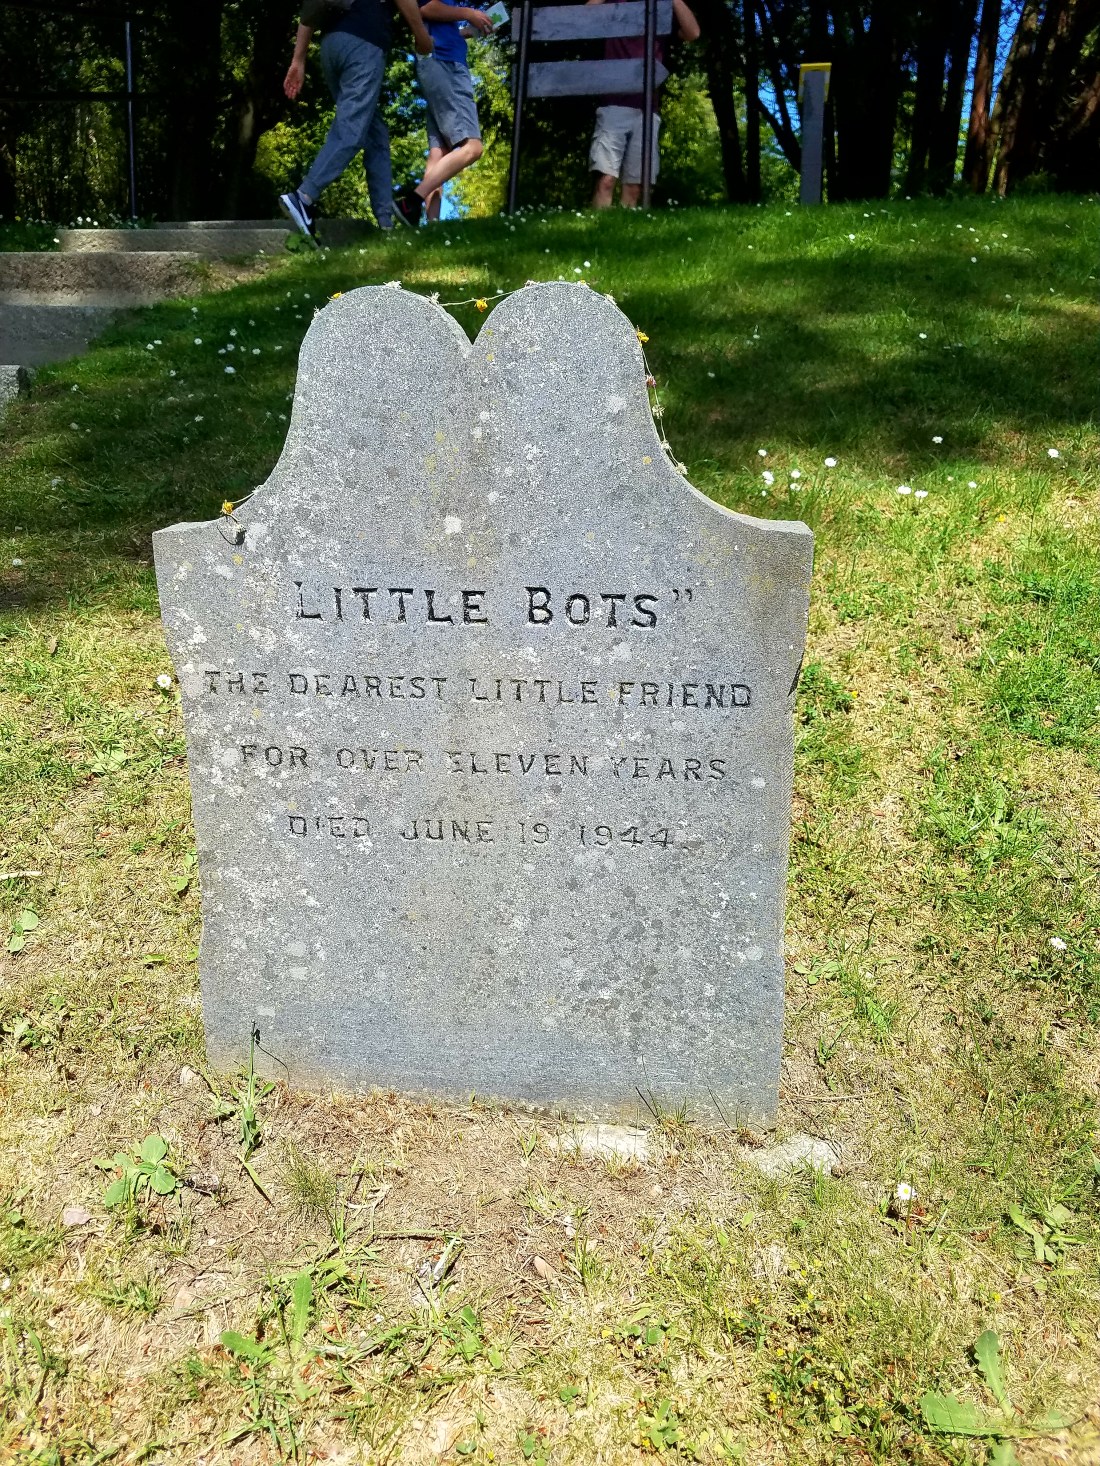 LITTLE BOTS"
THE DEAREST LITTLE FRIEND
FOR OVER ELEVEN YEARS
DIED JUNE 19 1944.